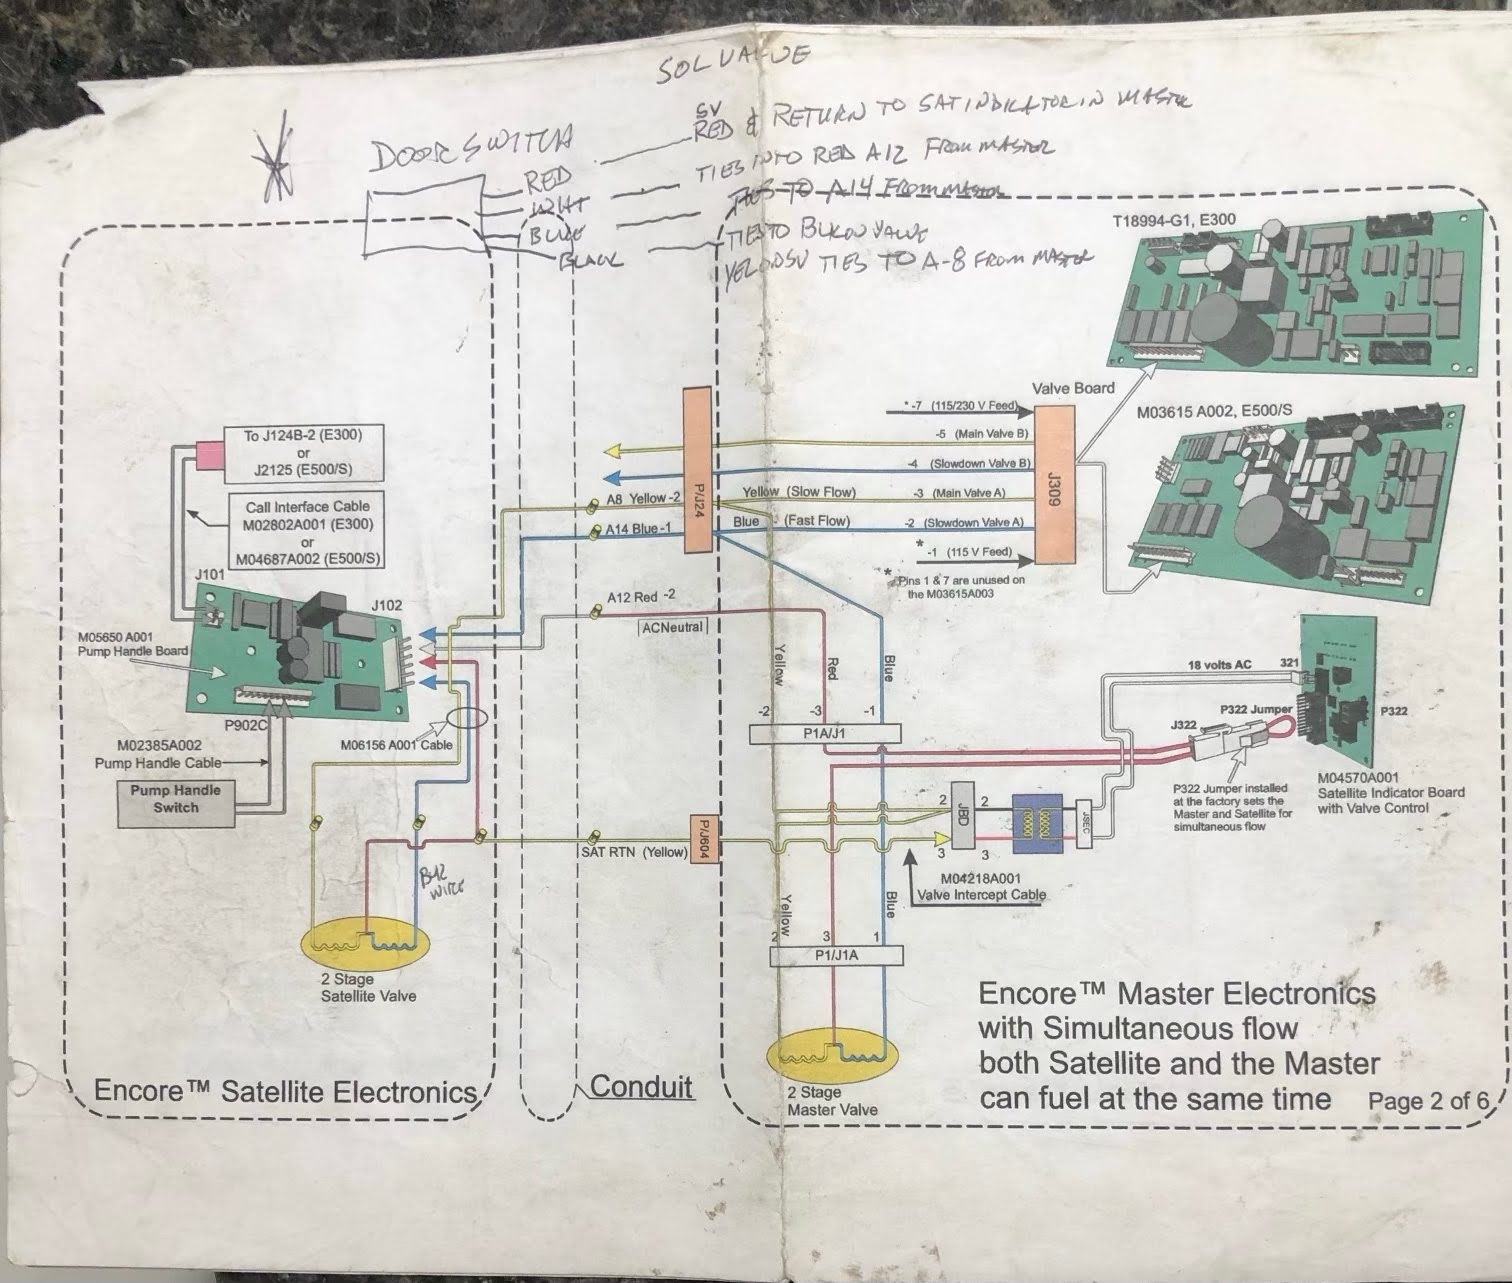 SOL VALVE
SV
RED & RETURN TO SAT INDICATOR IN MASTER
DOOR SWITCH
TIES INTO RED A12 FROM MASTER
RED
TIES TO A14 FROM MASTER
WHT
BLUE
TIES TO BLK ON VALVE
BLACK
TIES TO A-8 FROM MASTER
T18994-G1, E300
Valve Board
M03615 A002, E500/S
* -7 (115/230 V Feed)
-5 (Main Valve B)
-4 (Slowdown Valve B)
-3 (Main Valve A)
-2 (Slowdown Valve A)
* -1 (115 V Feed)
J309
* Pins 1 & 7 are unused on
the M03615A003
To J124B-2 (E300)
or
J2125 (E500/S)
Call Interface Cable
M02802A001 (E300)
or
M04687A002 (E500/S)
J101
J102
M05650 A001
Pump Handle Board
P902C
M02385A002
Pump Handle Cable
Pump Handle
Switch
M06156 A001 Cable
P/J24
A8 Yellow -2
A14 Blue -1
Yellow (Slow Flow)
Blue (Fast Flow)
A12 Red -2
ACNeutral
Yellow
Red
Blue
-2 -3 -1
P1A/J1
18 volts AC
321
P322 Jumper
J322
P322
P322 Jumper installed
at the factory sets the
Master and Satellite for
simultaneous flow
M04570A001
Satellite Indicator Board
with Valve Control
2
JBD
2
JSEC
3
3
SAT RTN (Yellow)
P/J604
M04218A001
Valve Intercept Cable
BLK
WIRE
Yellow
Blue
2 3 1
P1/J1A
2 Stage
Satellite Valve
2 Stage
Master Valve
Encore™ Satellite Electronics
Conduit
Encore™ Master Electronics
with Simultaneous flow
both Satellite and the Master
can fuel at the same time
Page 2 of 6